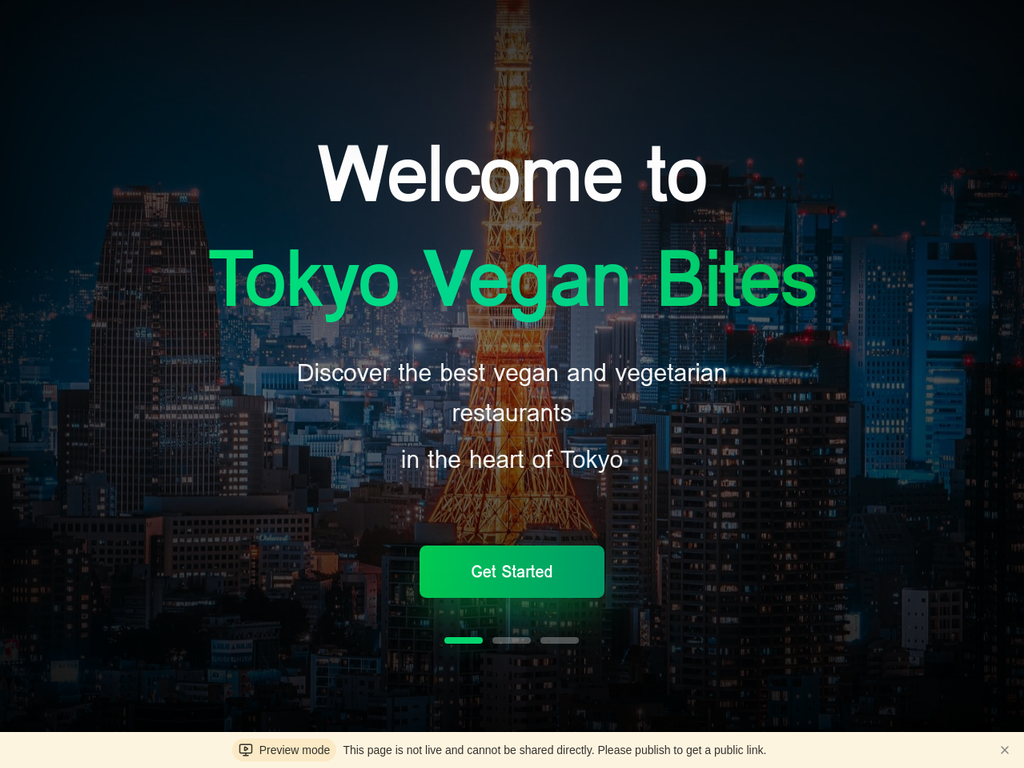 Welcome to
Tokyo Vegan Bites
Discover the best vegan and vegetarian
restaurants
in the heart of Tokyo
Get Started
Preview mode This page is not live and cannot be shared directly. Please publish to get a public link.